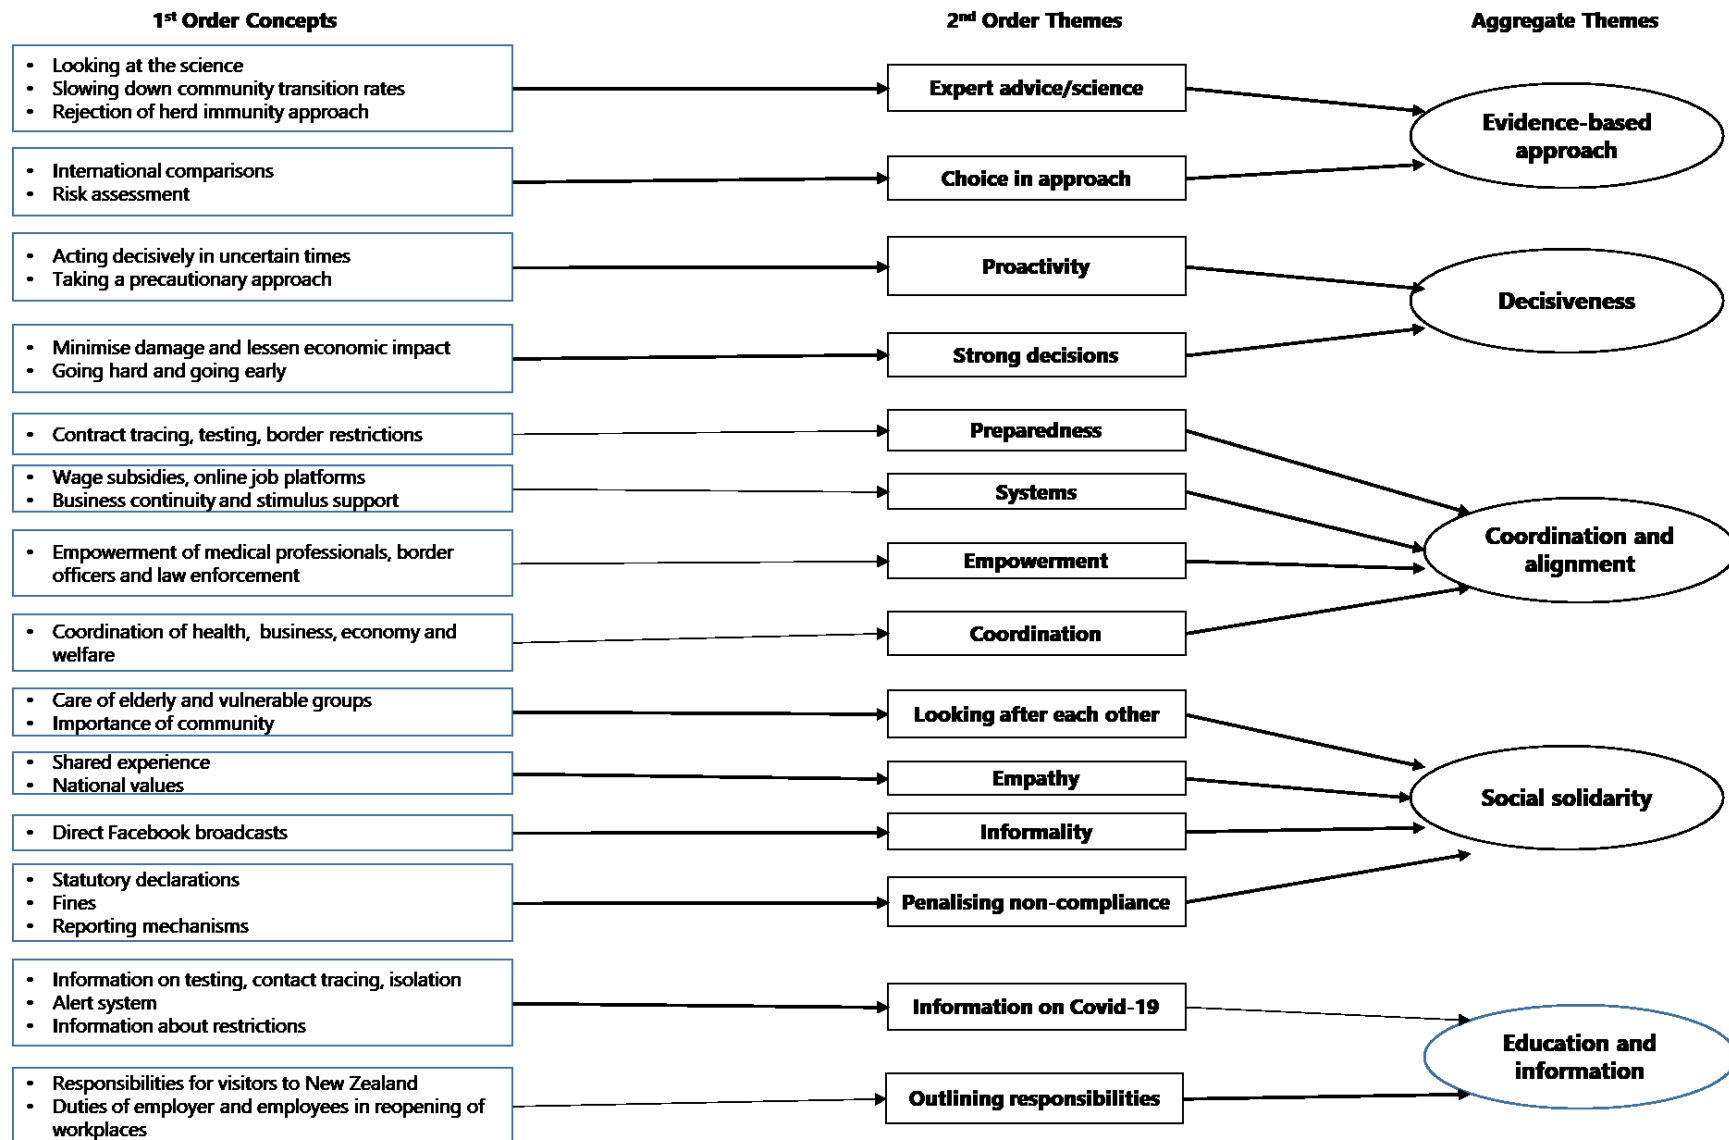 1st Order Concepts
2nd Order Themes
Aggregate Themes
• Looking at the science
• Slowing down community transition rates
• Rejection of herd immunity approach
Expert advice/science
Evidence-based
approach
• International comparisons
• Risk assessment
Choice in approach
• Acting decisively in uncertain times
• Taking a precautionary approach
Proactivity
Decisiveness
• Minimise damage and lessen economic impact
• Going hard and going early
Strong decisions
• Contract tracing, testing, border restrictions
Preparedness
• Wage subsidies, online job platforms
• Business continuity and stimulus support
Systems
Coordination and
alignment
• Empowerment of medical professionals, border
officers and law enforcement
Empowerment
• Coordination of health, business, economy and
welfare
Coordination
• Care of elderly and vulnerable groups
• Importance of community
Looking after each other
• Shared experience
• National values
Empathy
Social solidarity
• Direct Facebook broadcasts
Informality
• Statutory declarations
• Fines
• Reporting mechanisms
Penalising non-compliance
• Information on testing, contact tracing, isolation
• Alert system
• Information about restrictions
Information on Covid-19
Education and
information
• Responsibilities for visitors to New Zealand
• Duties of employer and employees in reopening of
workplaces
Outlining responsibilities